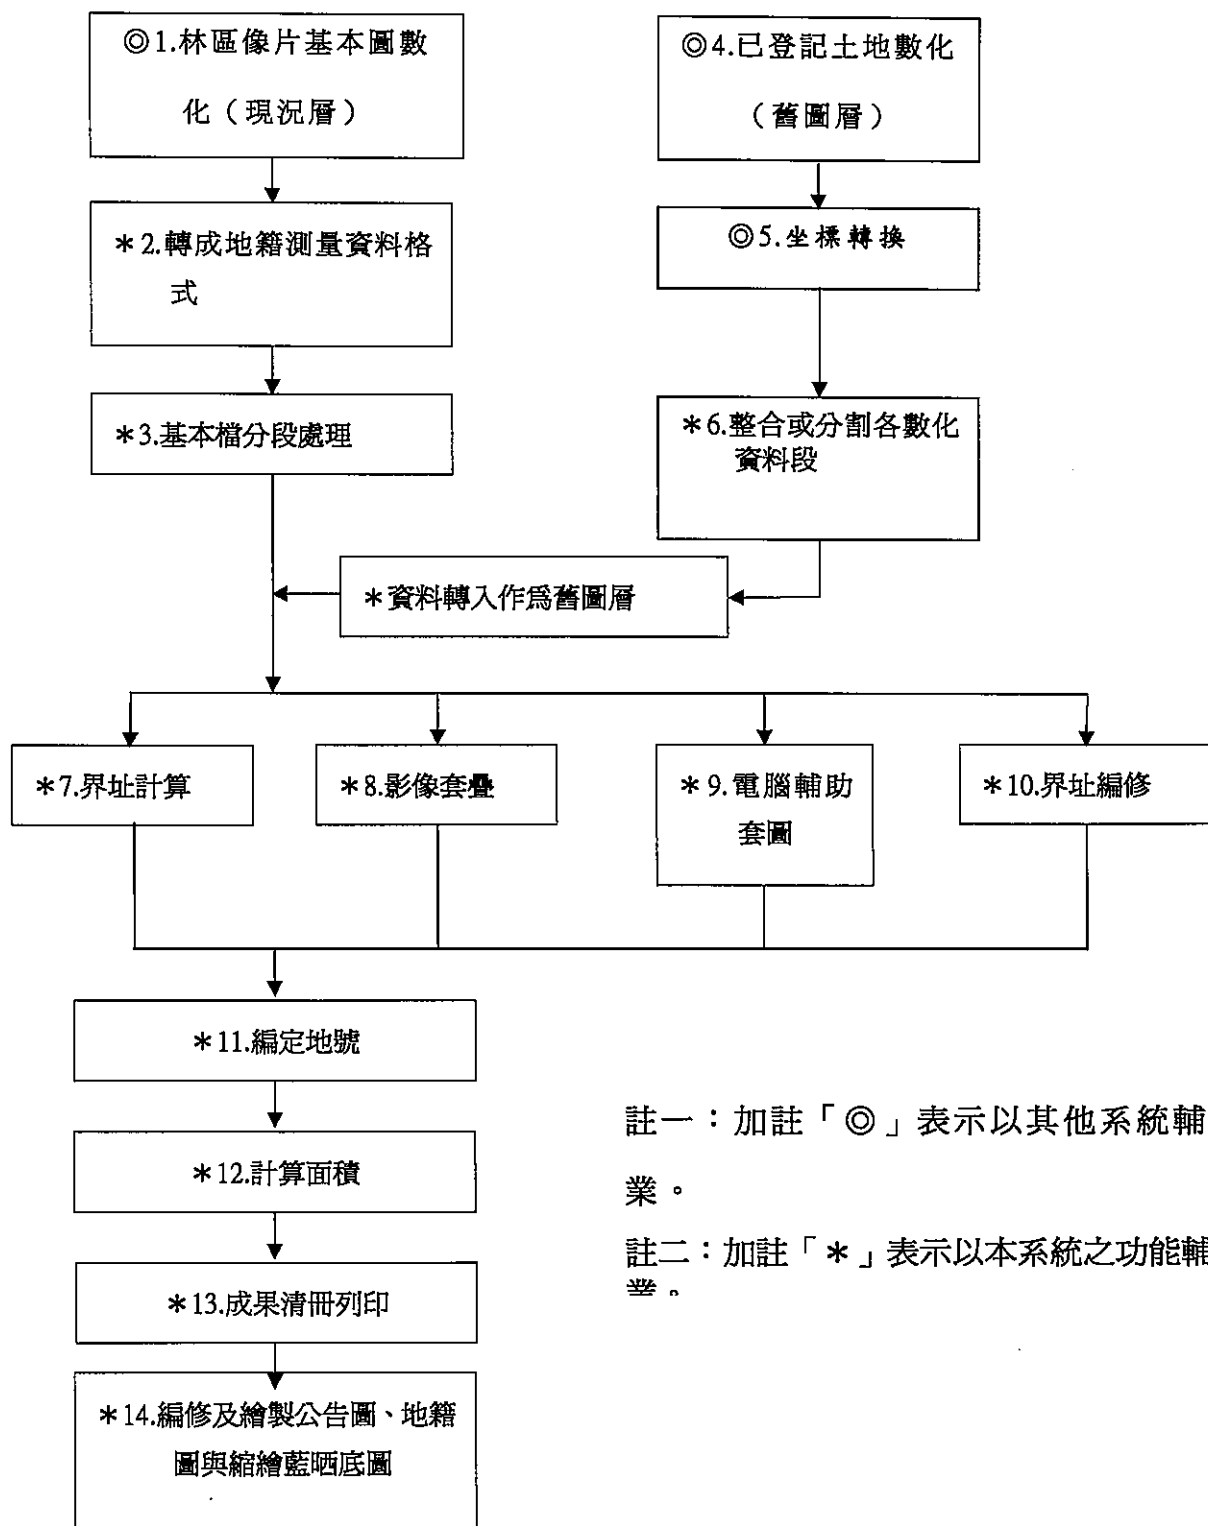 ◎1.林區像片基本圖數
化（現況層）
＊2.轉成地籍測量資料格
式
＊3.基本檔分段處理
◎4.已登記土地數化
（舊圖層）
◎5.坐標轉換
＊6.整合或分割各數化
資料段
＊資料轉入作為舊圖層
＊7.界址計算
＊8.影像套疊
＊9.電腦輔助
套圖
＊10.界址編修
＊11.編定地號
＊12.計算面積
＊13.成果清冊列印
＊14.編修及繪製公告圖、地籍
圖與縮繪藍晒底圖
註一：加註「◎」表示以其他系統輔
業。
註二：加註「＊」表示以本系統之功能輔
業。